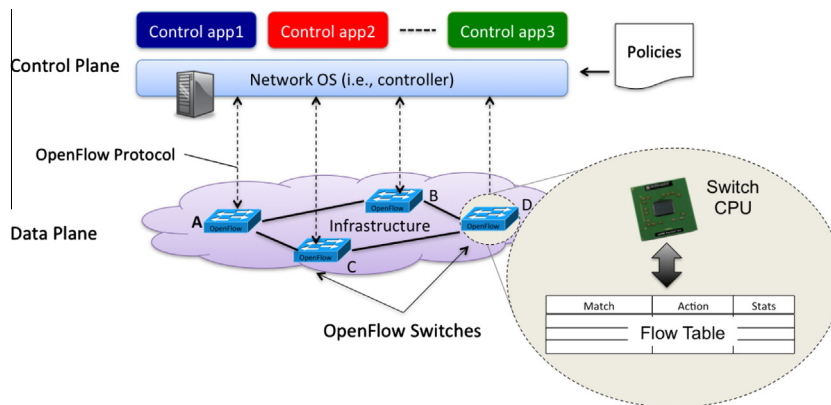 Control app1
Control app2
Control app3
Policies
Control Plane
Network OS (i.e., controller)
OpenFlow Protocol
A
B
D
Switch
CPU
OpenFlow
OpenFlow
OpenFlow
Infrastructure
Data Plane
OpenFlow
C
Match
Action
Stats
OpenFlow Switches
Flow Table